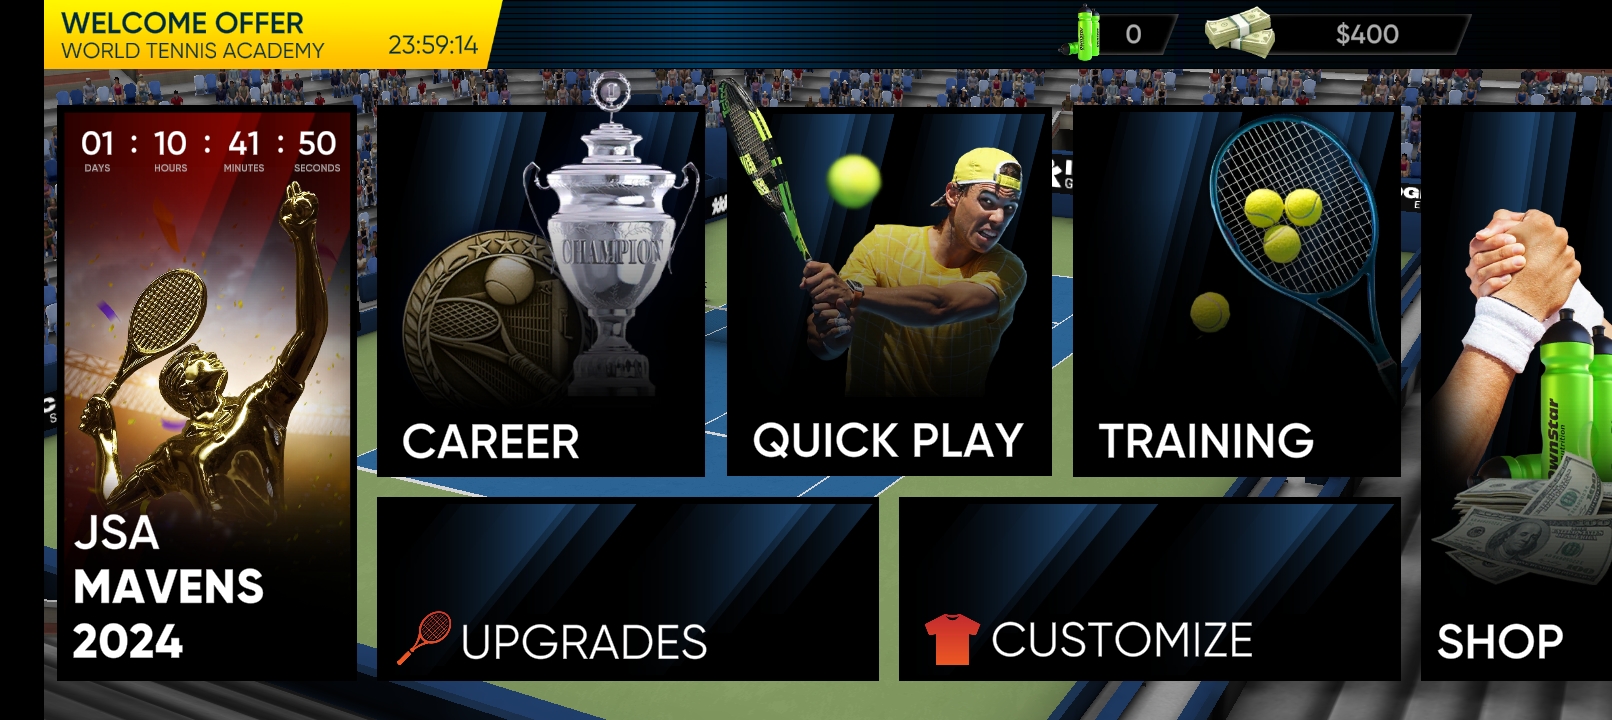 WELCOME OFFER
WORLD TENNIS ACADEMY
23:59:14
0
$400
01 : 10 : 41 : 50
DAYS HOURS MINUTES SECONDS
JSA
MAVENS
2024
CHAMPION
CAREER
QUICK PLAY
TRAINING
UPGRADES
CUSTOMIZE
SHOP